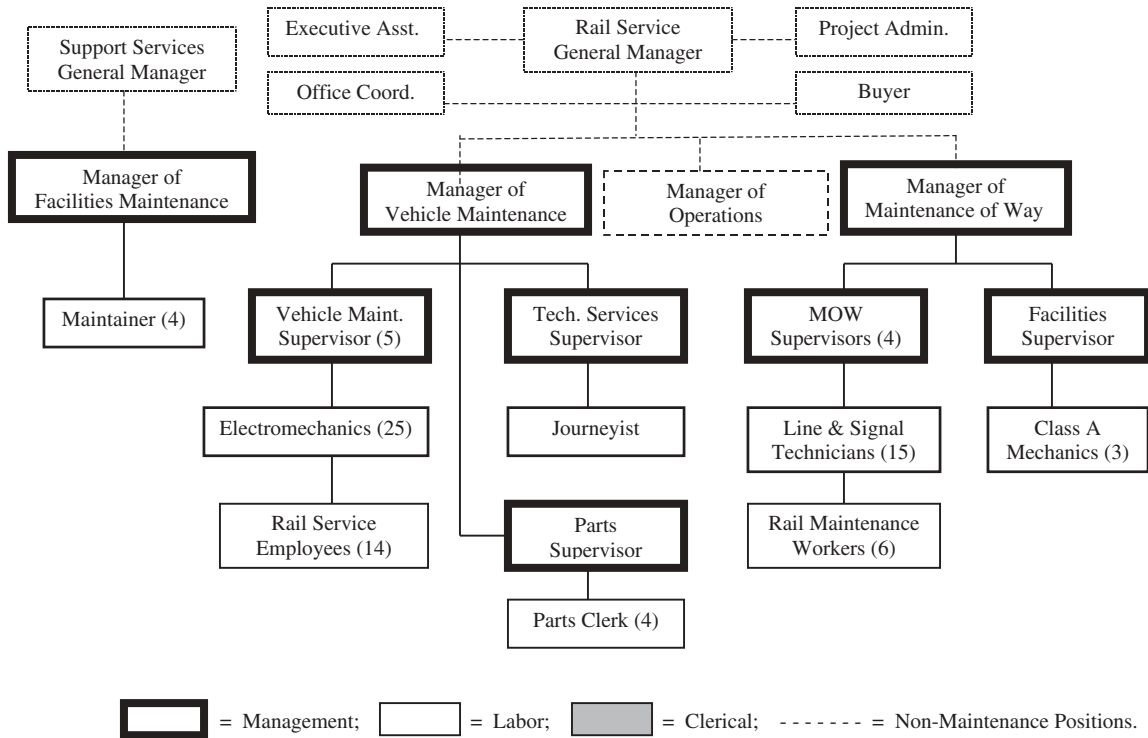 Executive Asst.
Rail Service
General Manager
Project Admin.
Support Services
General Manager
Office Coord.
Buyer
Manager of
Facilities Maintenance
Manager of
Vehicle Maintenance
Manager of
Operations
Manager of
Maintenance of Way
Maintainer (4)
Vehicle Maint.
Supervisor (5)
Tech. Services
Supervisor
MOW
Supervisors (4)
Facilities
Supervisor
Electromechanics (25)
Journeyist
Line & Signal
Technicians (15)
Class A
Mechanics (3)
Rail Service
Employees (14)
Parts
Supervisor
Rail Maintenance
Workers (6)
Parts Clerk (4)
= Management; = Labor; = Clerical; - - - - - - - = Non-Maintenance Positions.